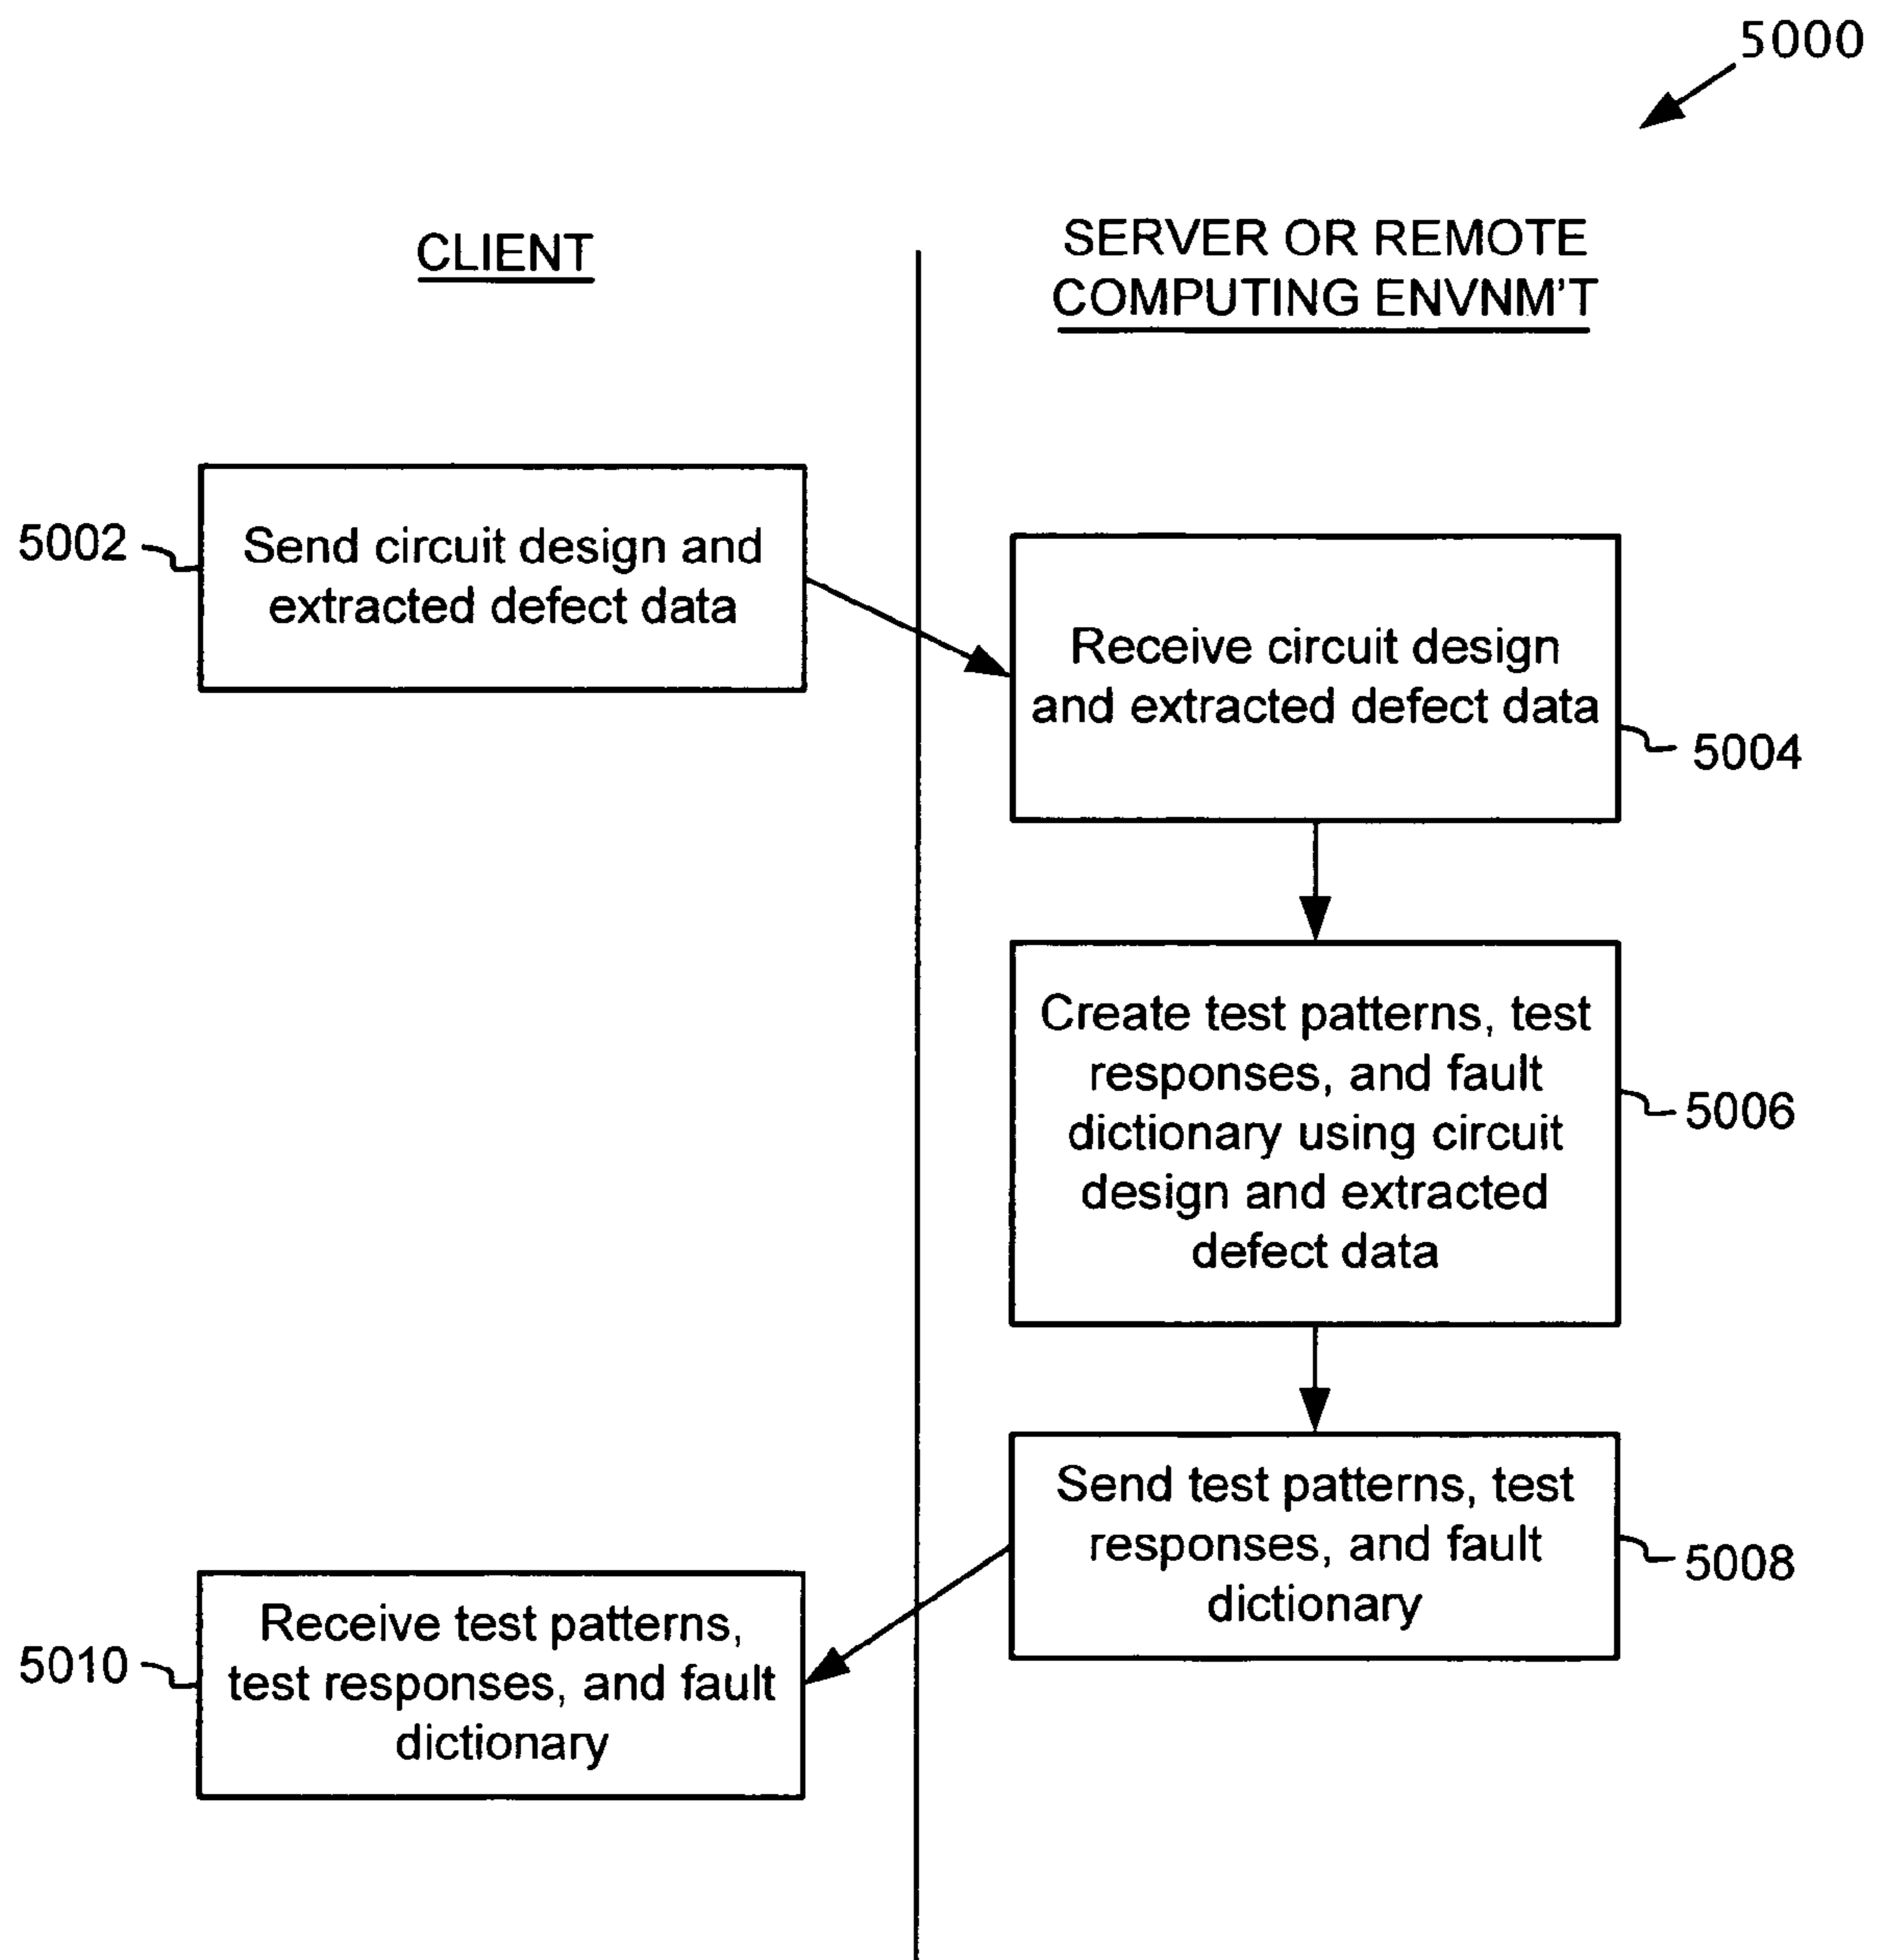 5000
CLIENT
SERVER OR REMOTE
COMPUTING ENVNM'T
5002
Send circuit design and
extracted defect data
Receive circuit design
and extracted defect data
5004
Create test patterns, test
responses, and fault
dictionary using circuit
design and extracted
defect data
5006
Send test patterns, test
responses, and fault
dictionary
5008
5010
Receive test patterns,
test responses, and fault
dictionary